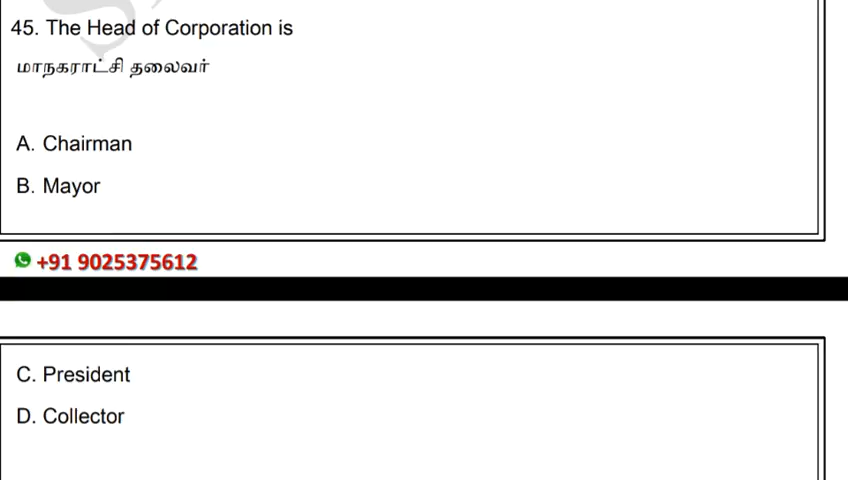 45. The Head of Corporation is
மாநகராட்சி தலைவர்
A. Chairman
B. Mayor
+91 9025375612
C. President
D. Collector